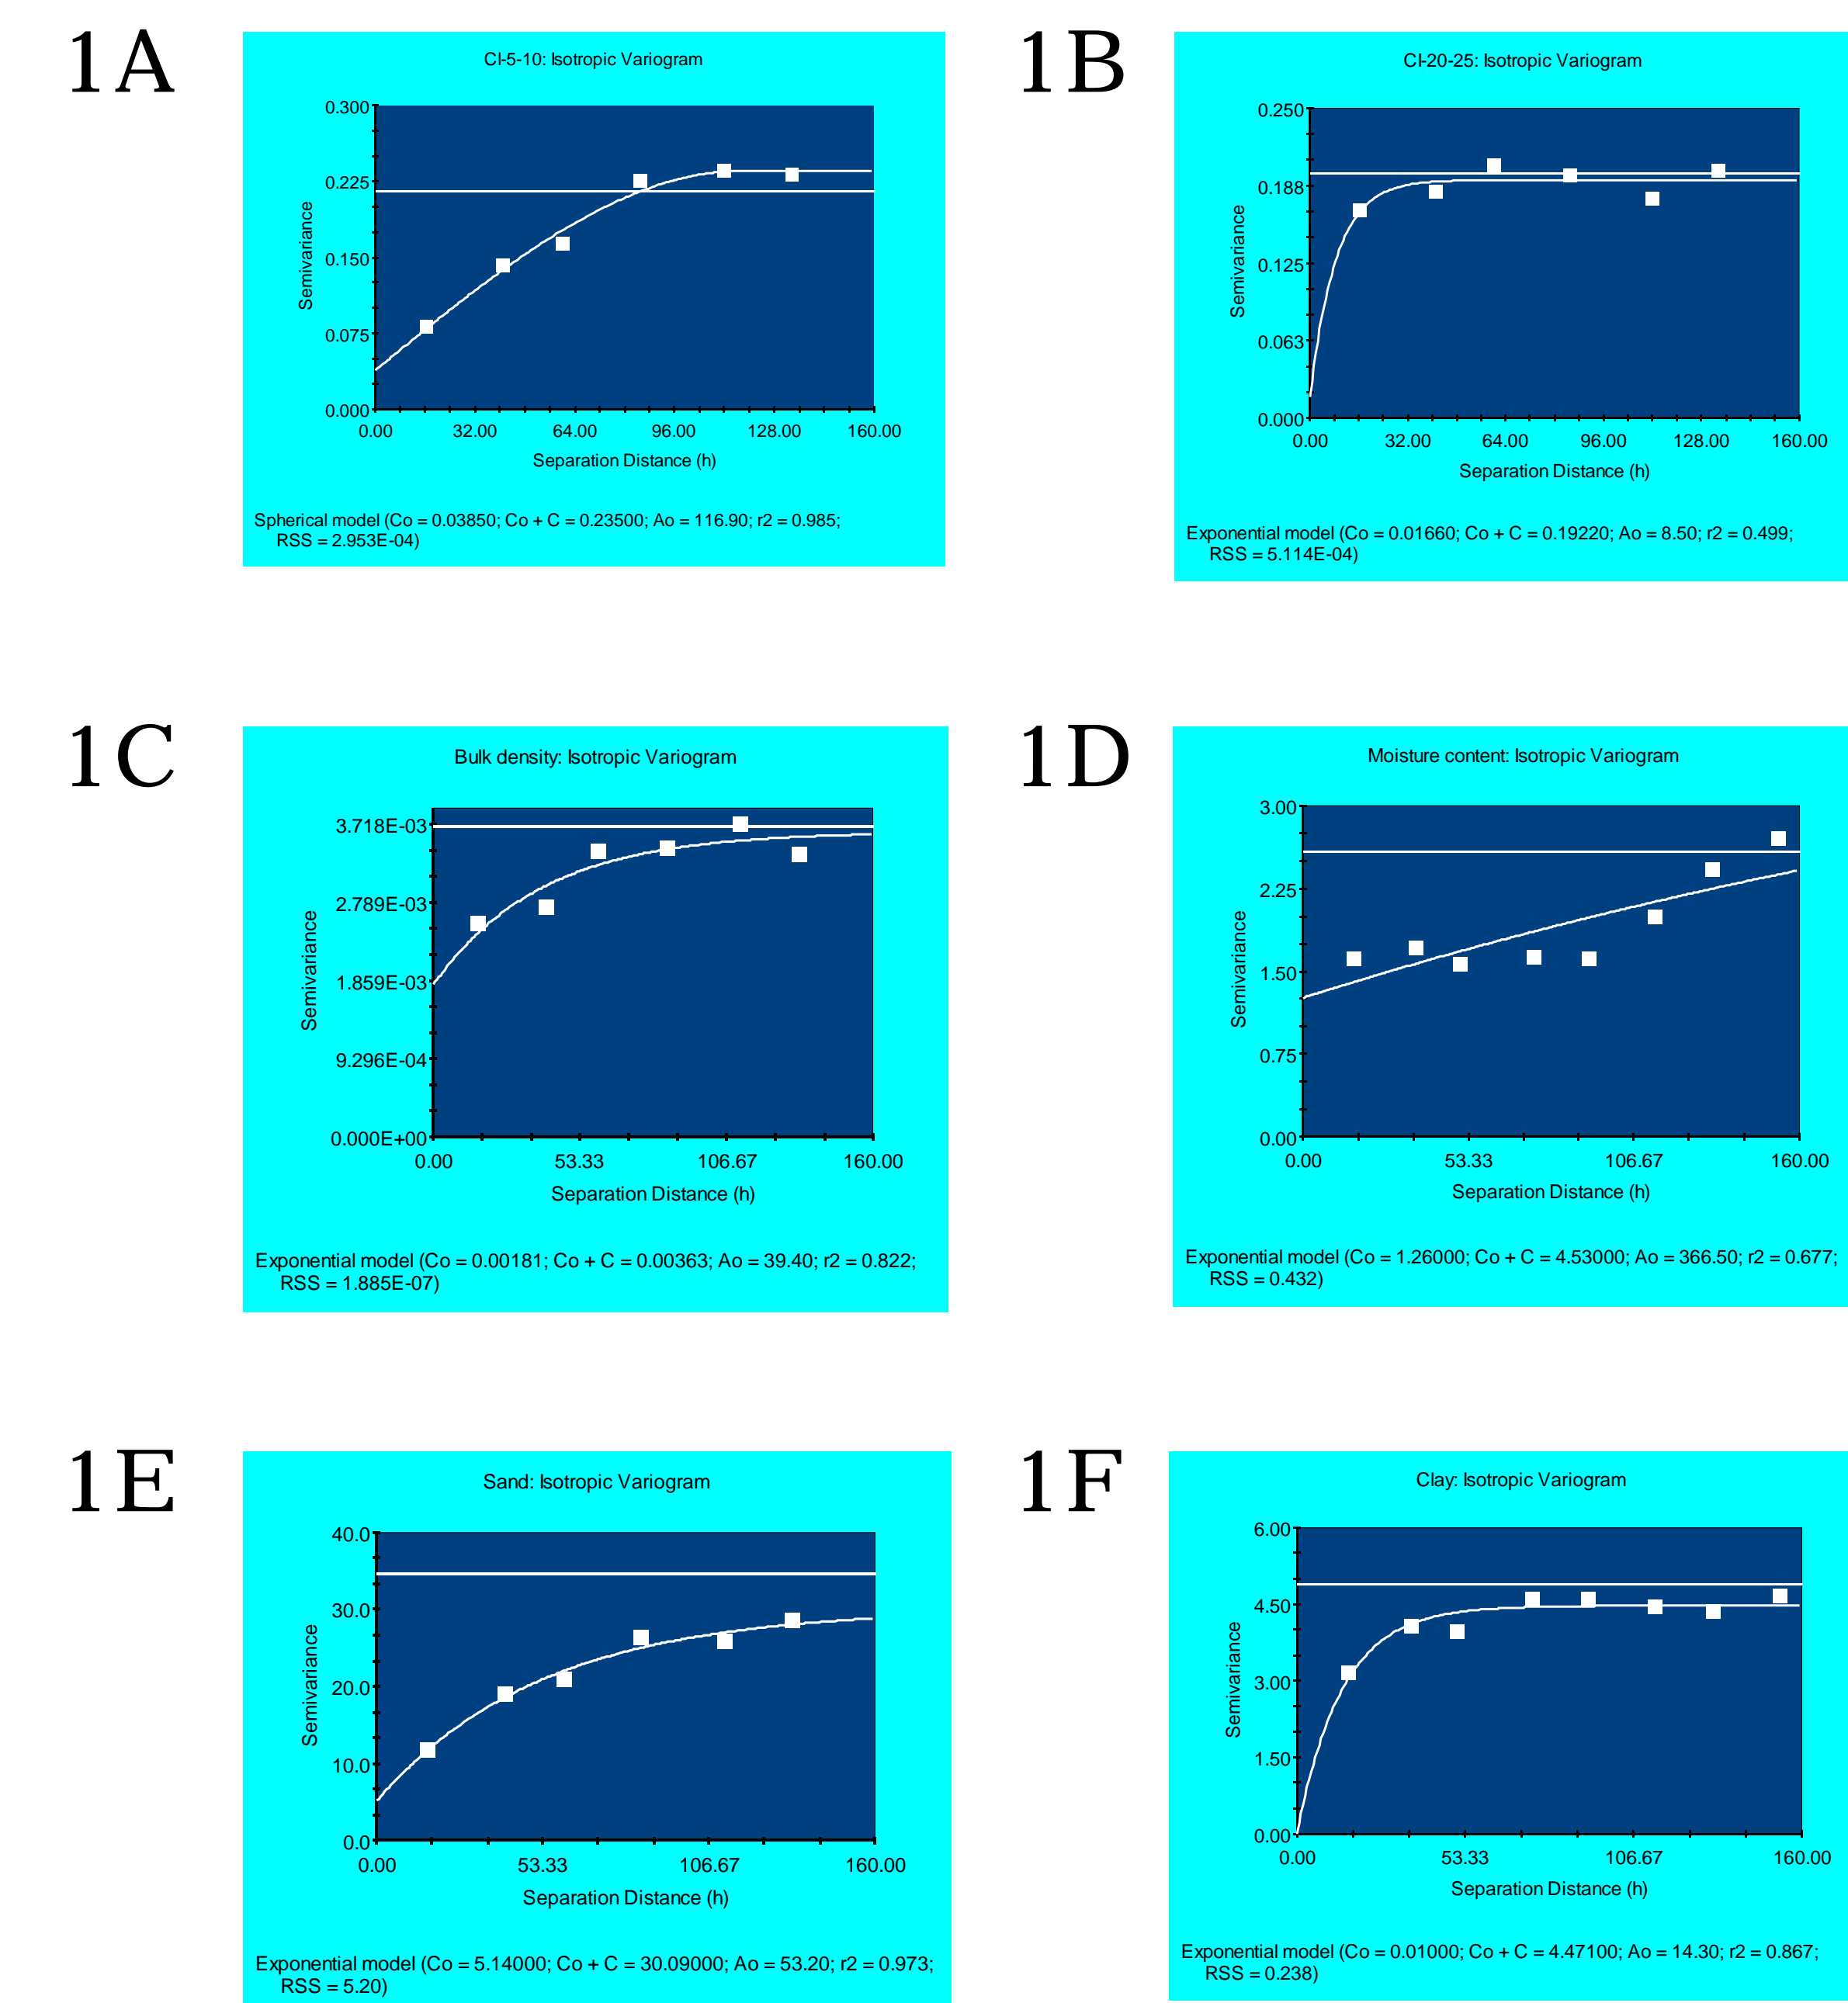 1A
CI-5-10: Isotropic Variogram
0.300
0.225
0.150
0.075
0.000
Semivariance
0.00 32.00 64.00 96.00 128.00 160.00
Separation Distance (h)
Spherical model (Co = 0.03850; Co + C = 0.23500; Ao = 116.90; r2 = 0.985;
RSS = 2.953E-04)
1B
CI-20-25: Isotropic Variogram
0.250
0.188
0.125
0.063
0.000
Semivariance
0.00 32.00 64.00 96.00 128.00 160.00
Separation Distance (h)
Exponential model (Co = 0.01660; Co + C = 0.19220; Ao = 8.50; r2 = 0.499;
RSS = 5.114E-04)
1C
Bulk density: Isotropic Variogram
3.718E-03
2.789E-03
1.859E-03
9.296E-04
0.000E+00
Semivariance
0.00 53.33 106.67 160.00
Separation Distance (h)
Exponential model (Co = 0.00181; Co + C = 0.00363; Ao = 39.40; r2 = 0.822;
RSS = 1.885E-07)
1D
Moisture content: Isotropic Variogram
3.00
2.25
1.50
0.75
0.00
Semivariance
0.00 53.33 106.67 160.00
Separation Distance (h)
Exponential model (Co = 1.26000; Co + C = 4.53000; Ao = 366.50; r2 = 0.677;
RSS = 0.432)
1E
Sand: Isotropic Variogram
40.0
30.0
20.0
10.0
0.0
Semivariance
0.00 53.33 106.67 160.00
Separation Distance (h)
Exponential model (Co = 5.14000; Co + C = 30.09000; Ao = 53.20; r2 = 0.973;
RSS = 5.20)
1F
Clay: Isotropic Variogram
6.00
4.50
3.00
1.50
0.00
Semivariance
0.00 53.33 106.67 160.00
Separation Distance (h)
Exponential model (Co = 0.01000; Co + C = 4.47100; Ao = 14.30; r2 = 0.867;
RSS = 0.238)